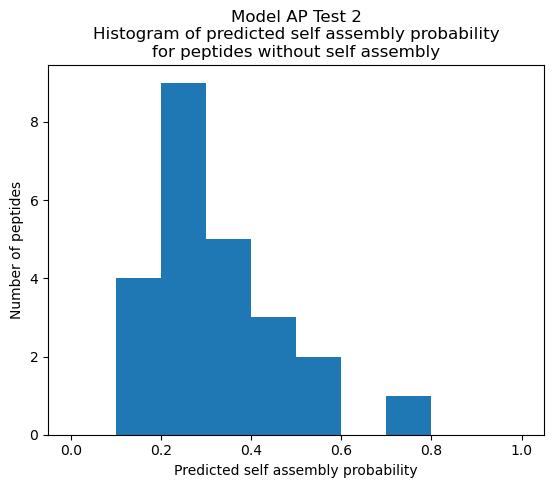 Model AP Test 2
Histogram of predicted self assembly probability
for peptides without self assembly
Number of peptides
8
6
4
2
0
0.0 0.2 0.4 0.6 0.8 1.0
Predicted self assembly probability